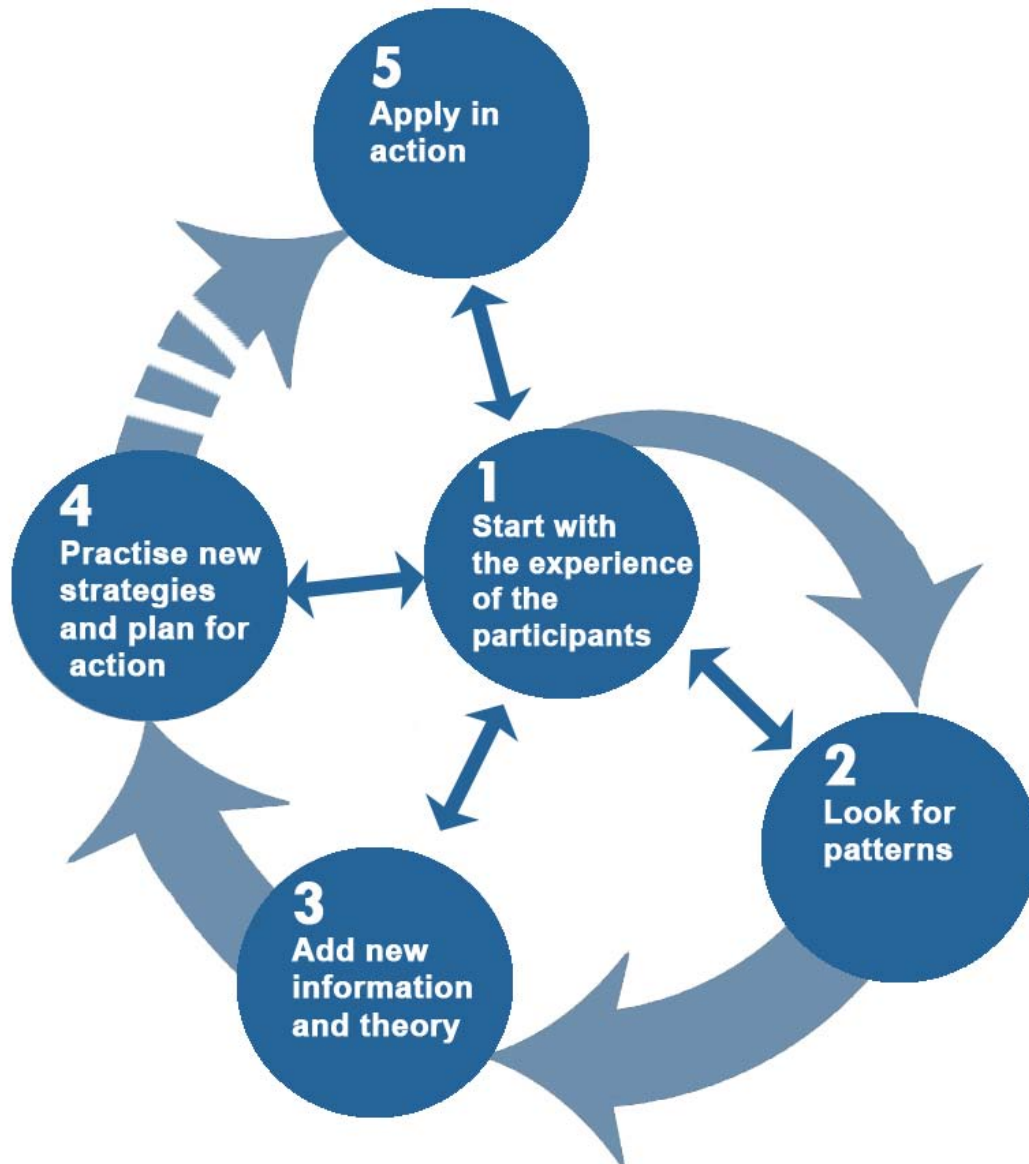 1
Start with
the experience
of the
participants
2
Look for
patterns
3
Add new
information
and theory
4
Practise new
strategies
and plan for
action
5
Apply in
action